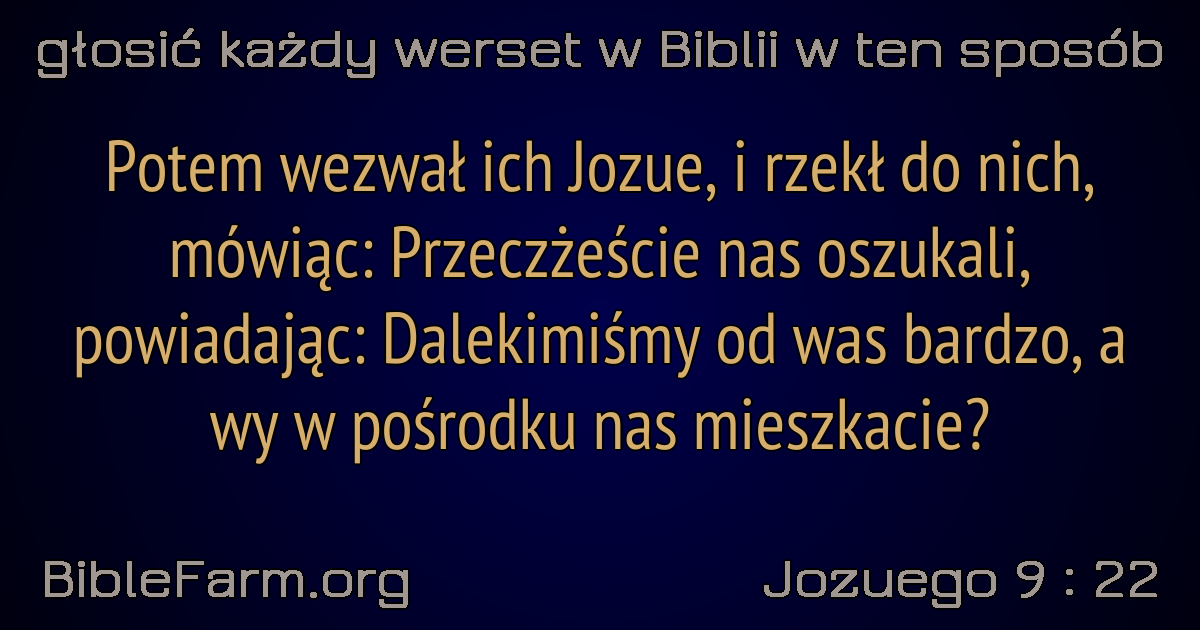 głosić każdy werset w Biblii w ten sposób
Potem wezwał ich Jozue, i rzekł do nich,
mówiąc: Przeczżeście nas oszukali,
powiadając: Dalekimiśmy od was bardzo, a
wy w pośrodku nas mieszkacie?
BibleFarm.org
Jozuego 9 : 22